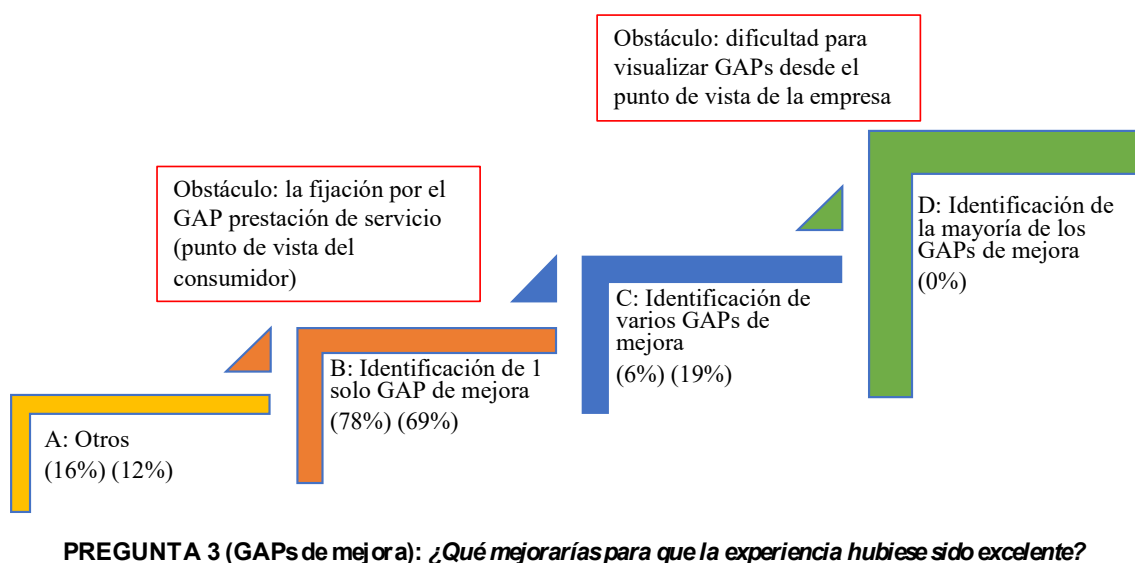 Obstáculo: dificultad para
visualizar GAPs desde el
punto de vista de la empresa
Obstáculo: la fijación por el
GAP prestación de servicio
(punto de vista del
consumidor)
D: Identificación de
la mayoría de los
GAPs de mejora
(0%)
C: Identificación de
varios GAPs de
mejora
(6%) (19%)
B: Identificación de 1
solo GAP de mejora
(78%) (69%)
A: Otros
(16%) (12%)
PREGUNTA 3 (GAPs de mejora): ¿Qué mejorarías para que la experiencia hubiese sido excelente?